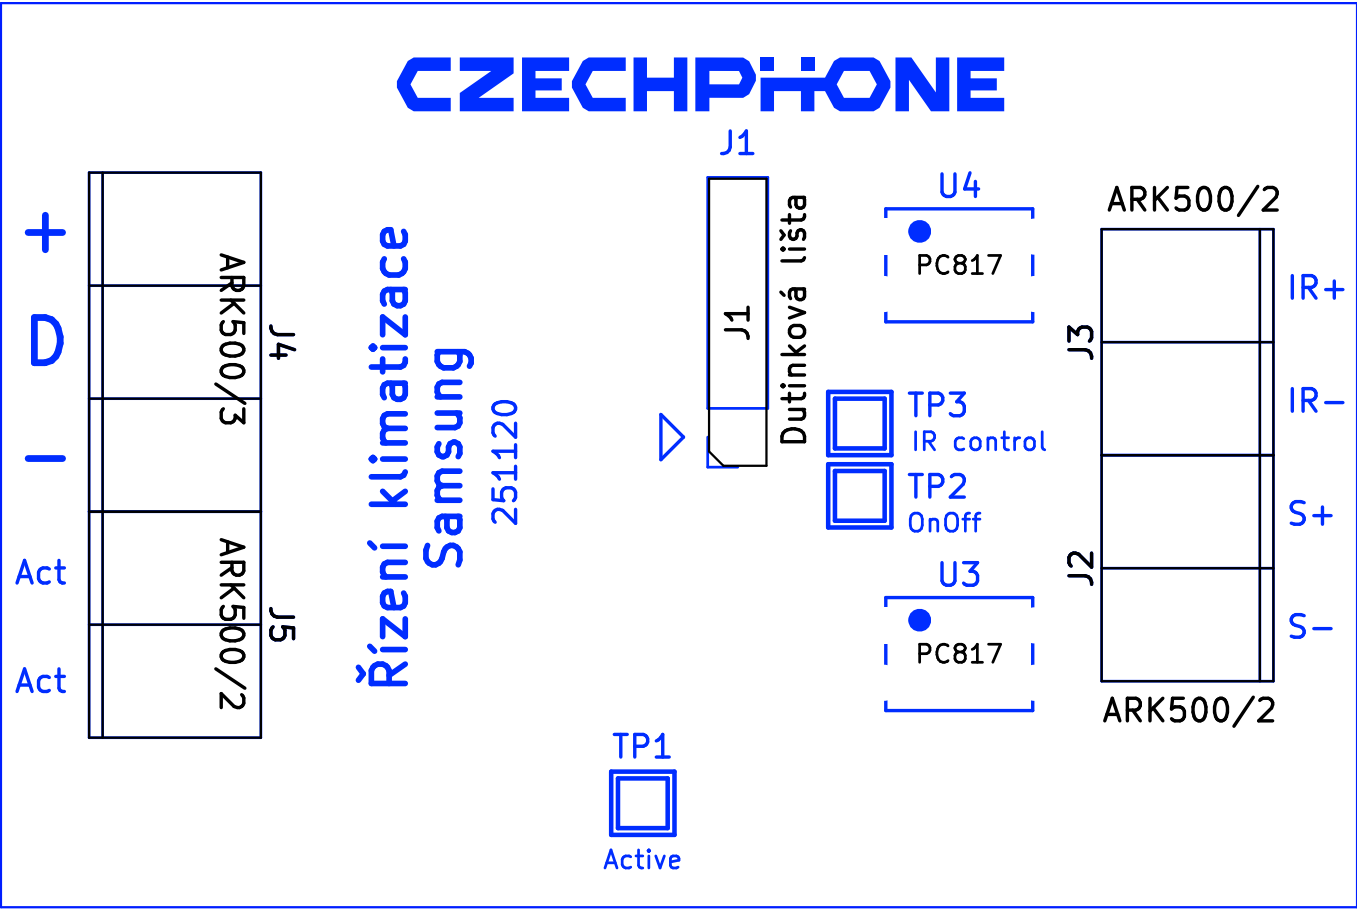 CZECHPHONE
J1
+
D
-
Act
Act
ARK500/3
J4
ARK500/2
J5
Řízení klimatizace
Samsung
251120
J1
Dutinková lišta
U4
PC817
TP3
IR control
TP2
OnOff
U3
PC817
TP1
Active
ARK500/2
J3
IR+
IR-
J2
S+
S-
ARK500/2